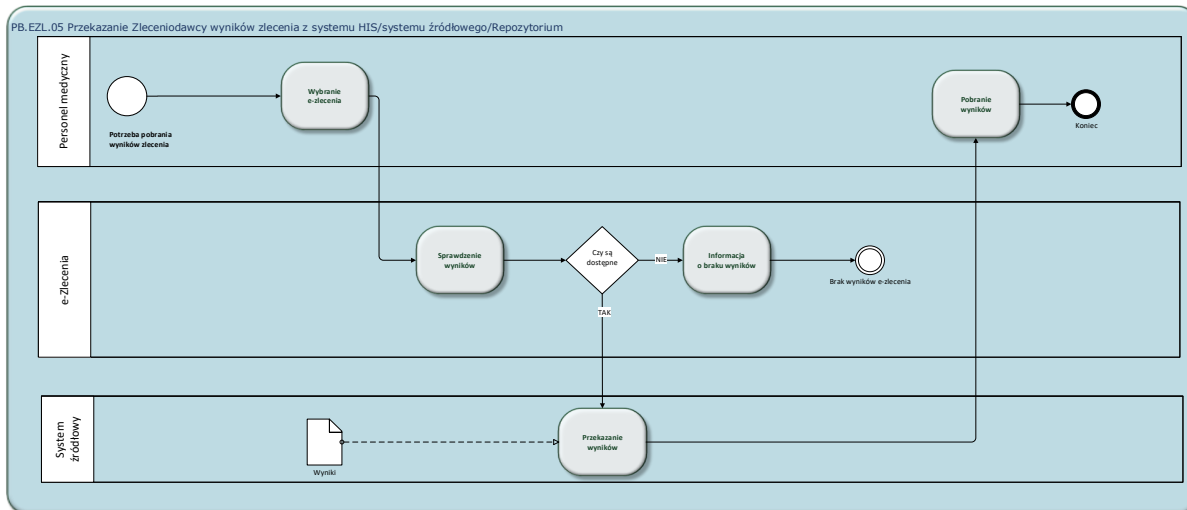 PB.EZL.05 Przekazanie Zleceniodawcy wyników zlecenia z systemu HIS/systemu źródłowego/Repozytorium
Personel medyczny
Potrzeba pobrania
wyników zlecenia
Wybranie
e-zlecenia
Pobranie
wyników
Koniec
e-Zlecenia
Sprawdzenie
wyników
Czy są
dostępne
NIE
Informacja
o braku wyników
Brak wyników e-zlecenia
TAK
System
źródłowy
Wyniki
Przekazanie
wyników